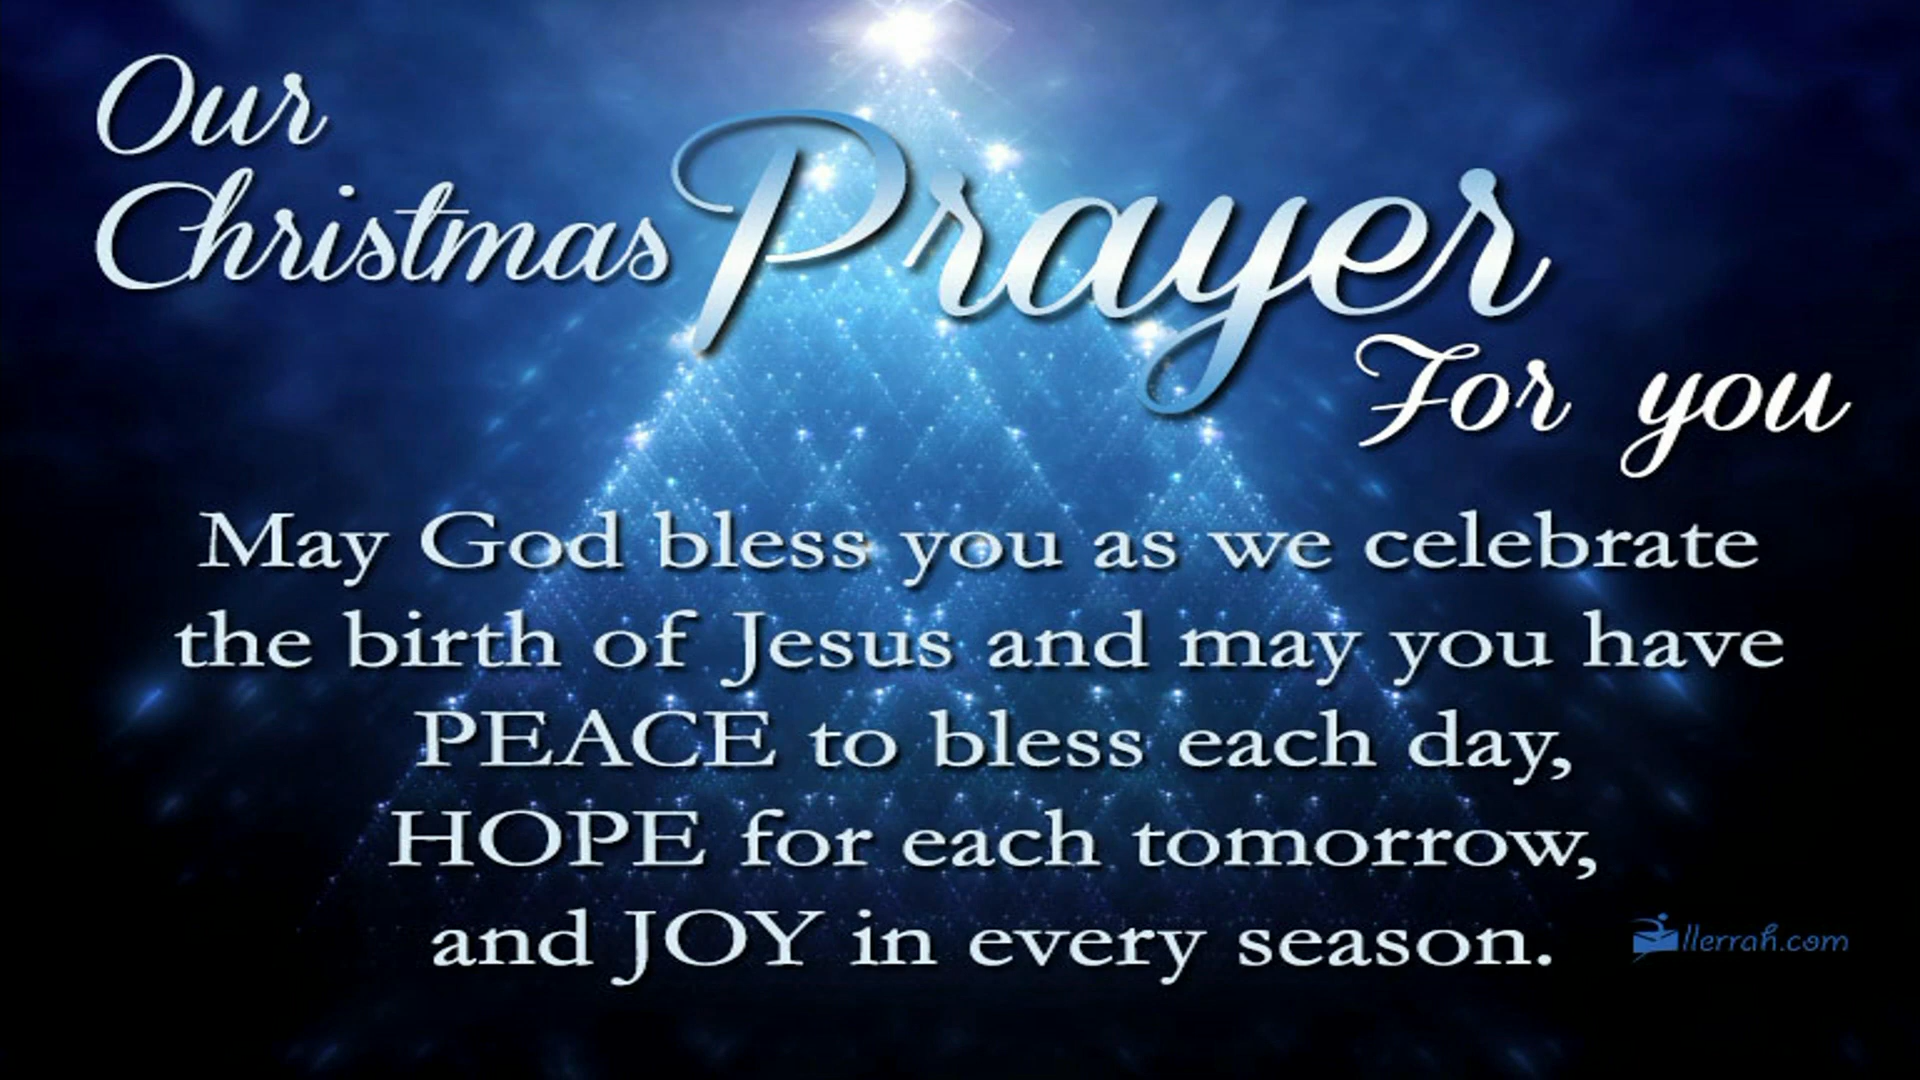 Our
Christmas Prayer
For you
May God bless you as we celebrate
the birth of Jesus and may you have
PEACE to bless each day,
HOPE for each tomorrow,
and JOY in every season.
llerrah.com